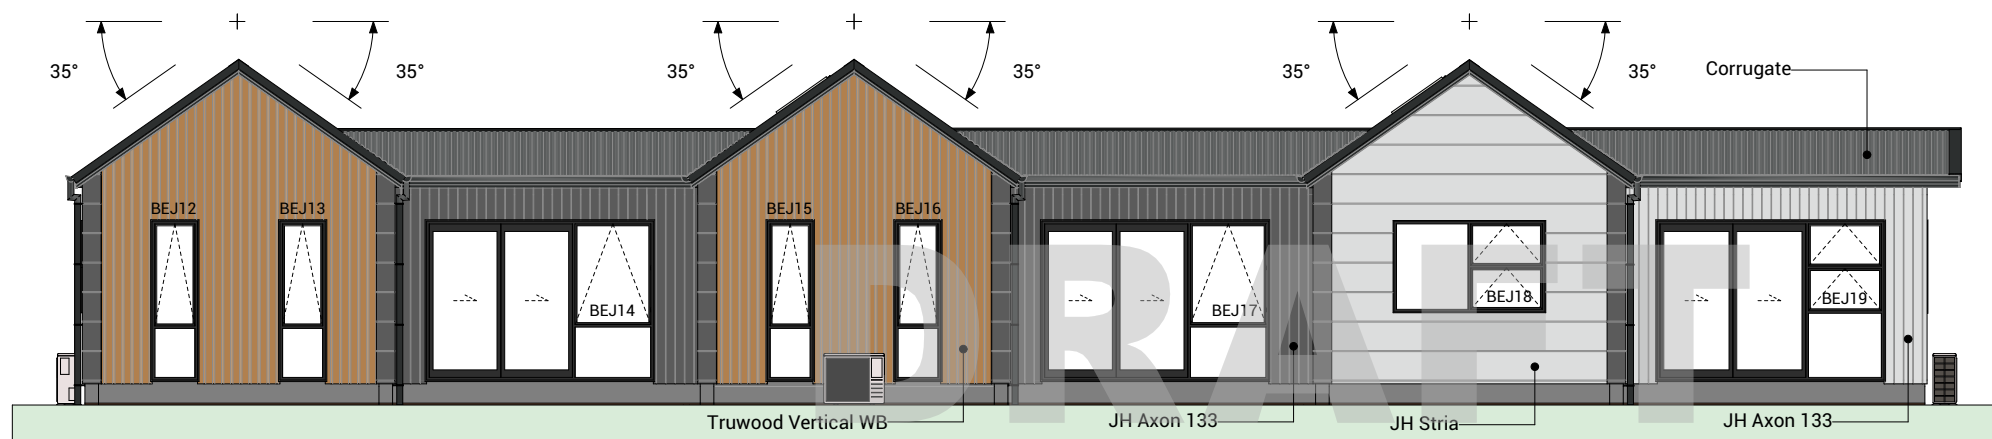 35° 35° 35° 35° 35° 35°
Corrugate
BEJ12 BEJ13 BEJ15 BEJ16
BEJ14 BEJ17 BEJ18 BEJ19
DRAFT
Truwood Vertical WB JH Axon 133 JH Stria JH Axon 133